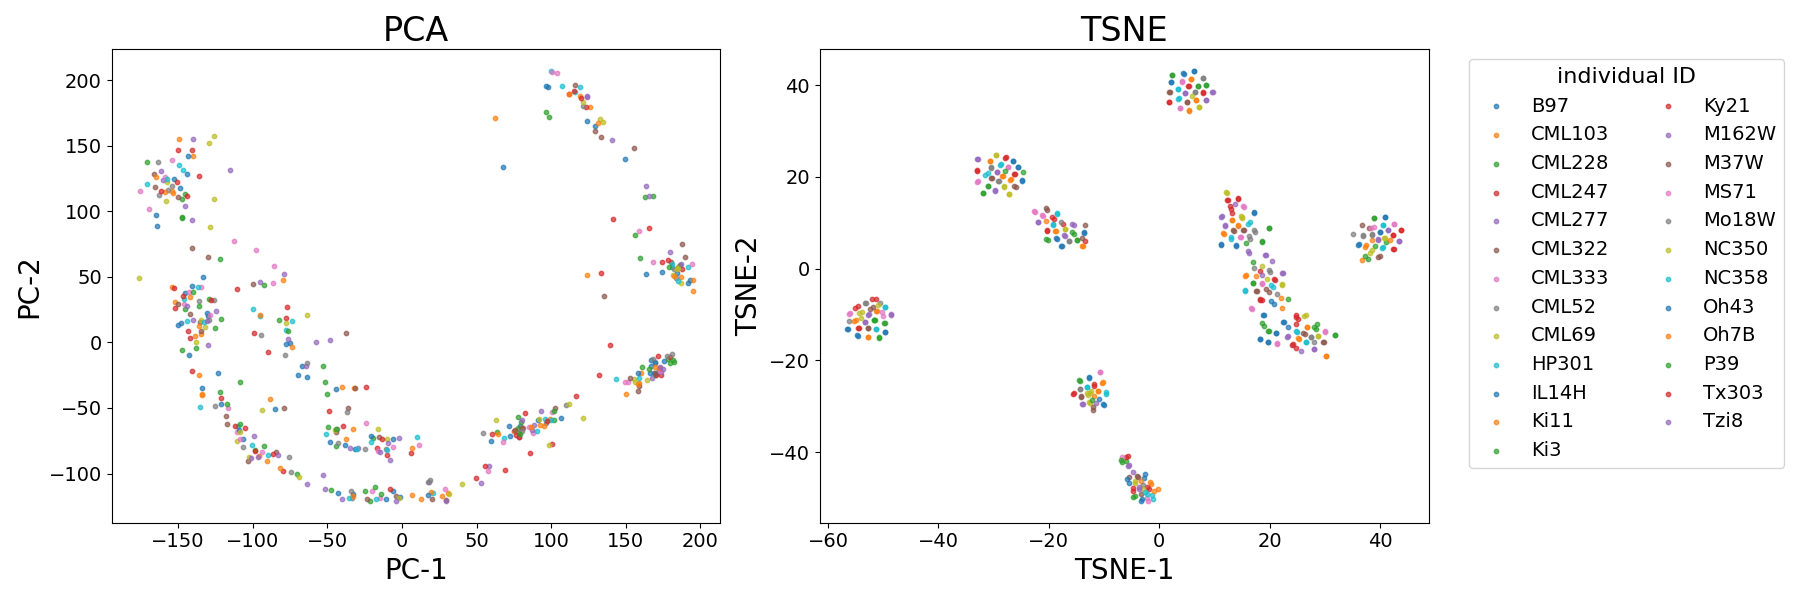 PCA
200
150
100
50
0
−50
−100
PC-2
−150
−100
−50
0
50
100
150
200
PC-1
TSNE
40
20
0
−20
−40
TSNE-2
−60
−40
−20
0
20
40
TSNE-1
individual ID
B97
CML103
CML228
CML247
CML277
CML322
CML333
CML52
CML69
HP301
IL14H
Ki11
Ki3
Ky21
M162W
M37W
MS71
Mo18W
NC350
NC358
Oh43
Oh7B
P39
Tx303
Tzi8